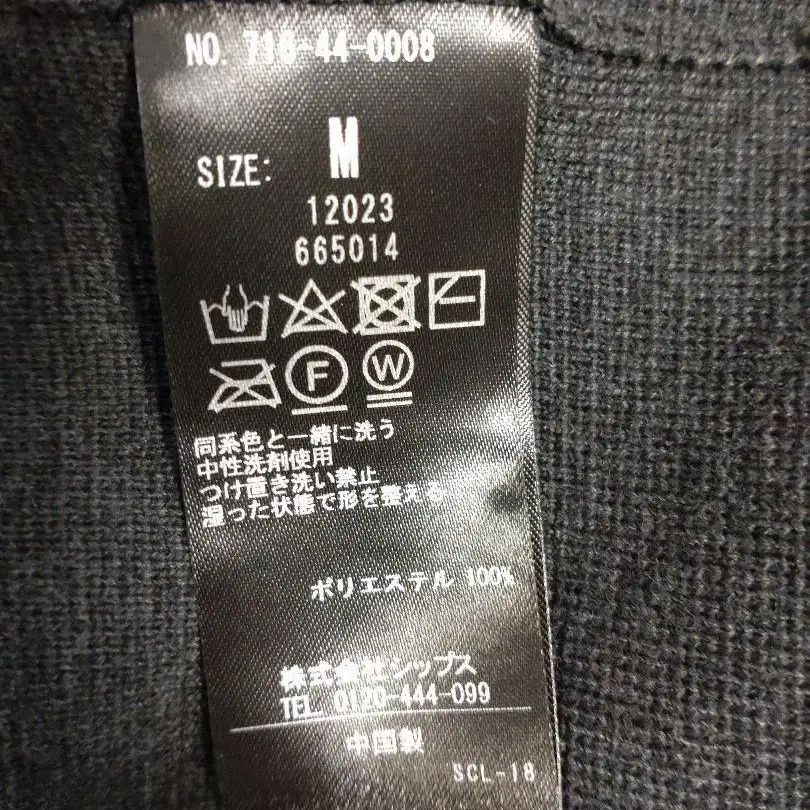 NO. 716-44-0008
SIZE: M
12023
665014
F W
同系色と一緒に洗う
中性洗剤使用
つけ置き洗い禁止
湿った状態で形を整える
ポリエステル 100%
株式会社シップス
TEL. 0120-444-099
中国製
SCL-18